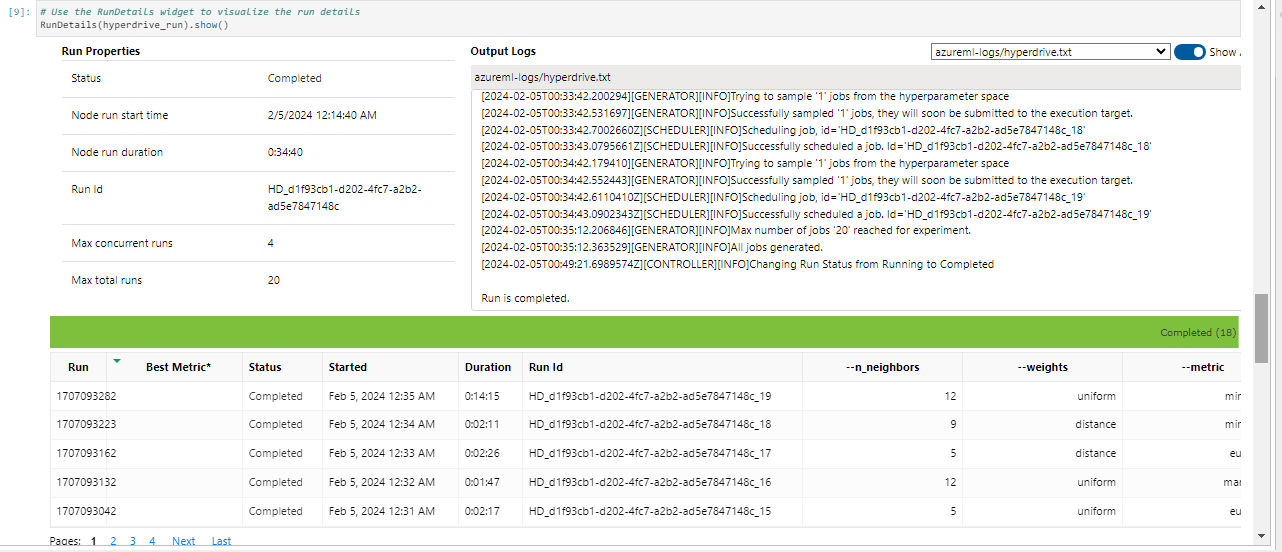 [9]: # Use the RunDetails widget to visualize the run details
RunDetails(hyperdrive_run).show()
Run Properties
Status Completed
Node run start time 2/5/2024 12:14:40 AM
Node run duration 0:34:40
Run Id HD_d1f93cb1-d202-4fc7-a2b2-
ad5e7847148c
Max concurrent runs 4
Max total runs 20
Output Logs azureml-logs/hyperdrive.txt Show
azureml-logs/hyperdrive.txt
[2024-02-05T00:33:42.200294][GENERATOR][INFO]Trying to sample '1' jobs from the hyperparameter space
[2024-02-05T00:33:42.531697][GENERATOR][INFO]Successfully sampled '1' jobs, they will soon be submitted to the execution target.
[2024-02-05T00:33:42.7002660Z][SCHEDULER][INFO]Scheduling job, id='HD_d1f93cb1-d202-4fc7-a2b2-ad5e7847148c_18'
[2024-02-05T00:33:43.0795661Z][SCHEDULER][INFO]Successfully scheduled a job. Id='HD_d1f93cb1-d202-4fc7-a2b2-ad5e7847148c_18'
[2024-02-05T00:34:42.179410][GENERATOR][INFO]Trying to sample '1' jobs from the hyperparameter space
[2024-02-05T00:34:42.552443][GENERATOR][INFO]Successfully sampled '1' jobs, they will soon be submitted to the execution target.
[2024-02-05T00:34:42.6110410Z][SCHEDULER][INFO]Scheduling job, id='HD_d1f93cb1-d202-4fc7-a2b2-ad5e7847148c_19'
[2024-02-05T00:34:43.0902343Z][SCHEDULER][INFO]Successfully scheduled a job. Id='HD_d1f93cb1-d202-4fc7-a2b2-ad5e7847148c_19'
[2024-02-05T00:35:12.206846][GENERATOR][INFO]Max number of jobs '20' reached for experiment.
[2024-02-05T00:35:12.363529][GENERATOR][INFO]All jobs generated.
[2024-02-05T00:49:21.6989574Z][CONTROLLER][INFO]Changing Run Status from Running to Completed
Run is completed.
Completed (18)
Run Best Metric* Status Started Duration Run Id --n_neighbors --weights --metric
1707093282 Completed Feb 5, 2024 12:35 AM 0:14:15 HD_d1f93cb1-d202-4fc7-a2b2-ad5e7847148c_19 12 uniform min
1707093223 Completed Feb 5, 2024 12:34 AM 0:02:11 HD_d1f93cb1-d202-4fc7-a2b2-ad5e7847148c_18 9 distance min
1707093162 Completed Feb 5, 2024 12:33 AM 0:02:26 HD_d1f93cb1-d202-4fc7-a2b2-ad5e7847148c_17 5 distance eu
1707093132 Completed Feb 5, 2024 12:32 AM 0:01:47 HD_d1f93cb1-d202-4fc7-a2b2-ad5e7847148c_16 12 uniform mar
1707093042 Completed Feb 5, 2024 12:31 AM 0:02:17 HD_d1f93cb1-d202-4fc7-a2b2-ad5e7847148c_15 5 uniform eu
Pages: 1 2 3 4 Next Last